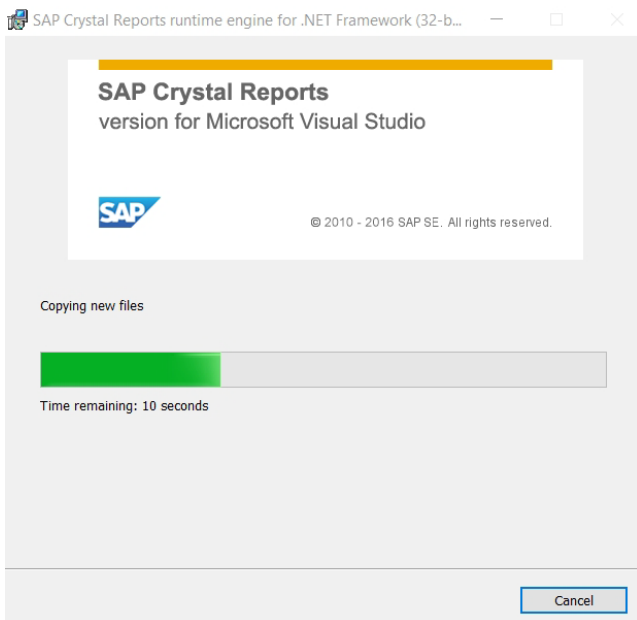 SAP Crystal Reports runtime engine for .NET Framework (32-b...
SAP Crystal Reports
version for Microsoft Visual Studio
SAP
© 2010 - 2016 SAP SE. All rights reserved.
Copying new files
Time remaining: 10 seconds
Cancel